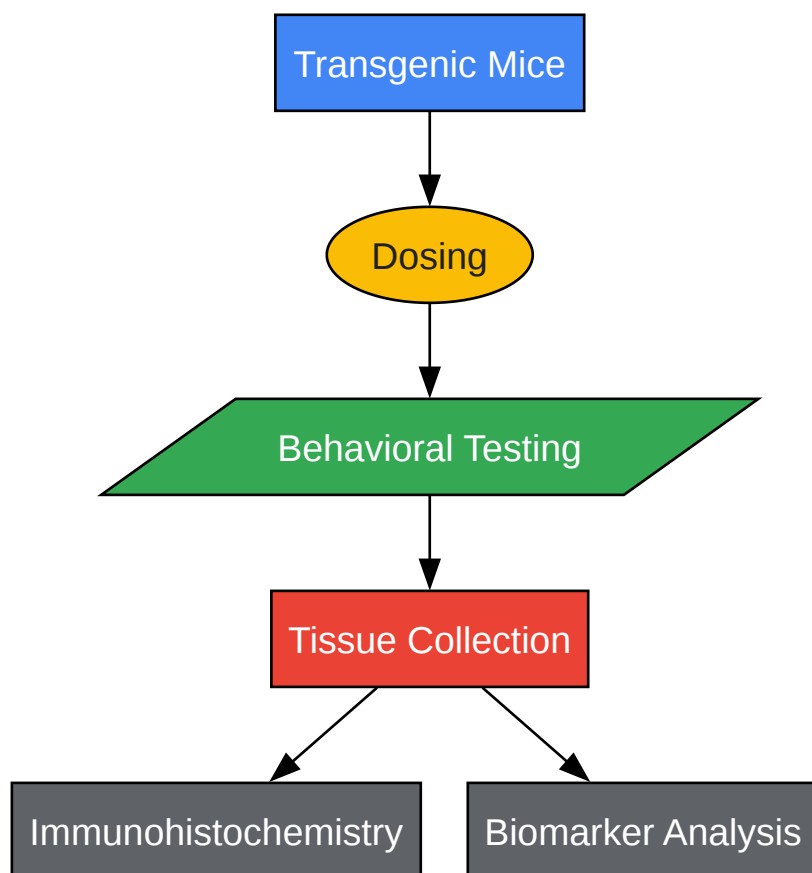 Transgenic Mice
Dosing
Behavioral Testing
Tissue Collection
Immunohistochemistry
Biomarker Analysis